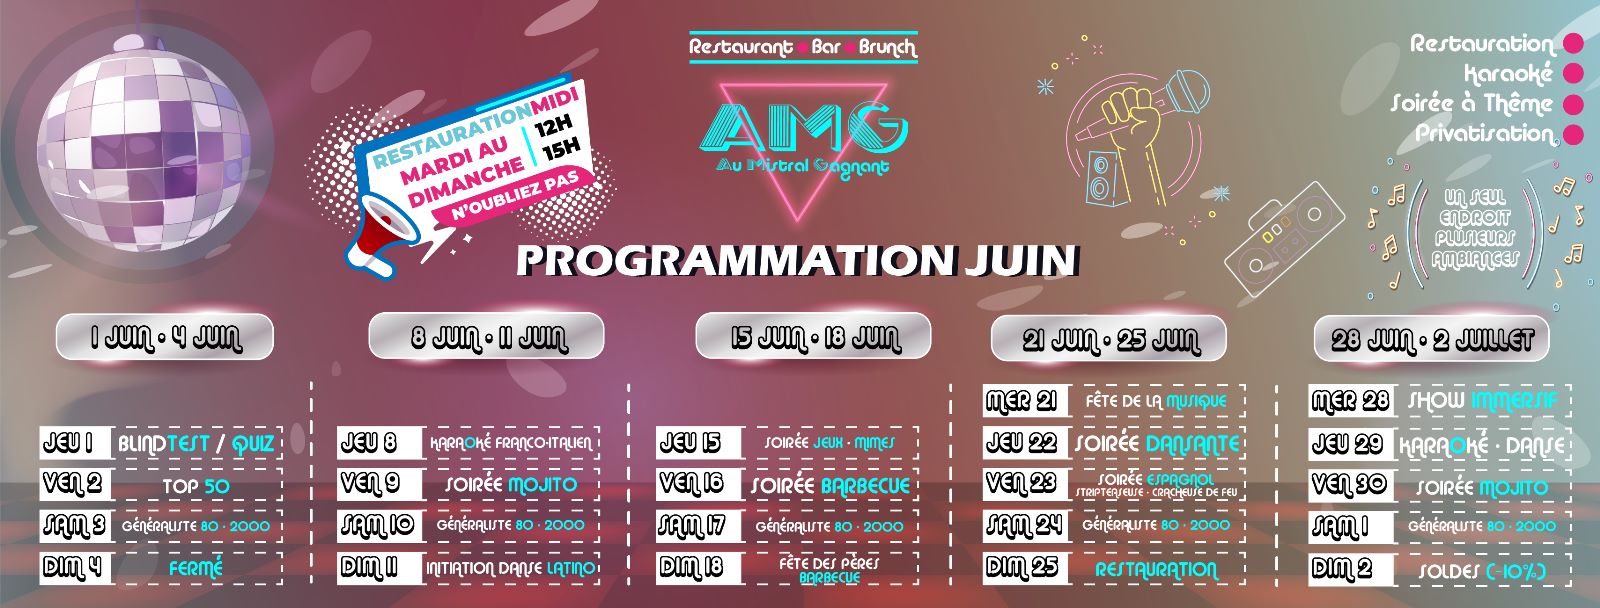 Restaurant • Bar • Brunch
AMG
Au Mistral Gagnant
RESTAURATION MIDI
MARDI AU
DIMANCHE
12H
15H
N'OUBLIEZ PAS
Restauration
Karaoké
Soirée à Thême
Privatisation
UN SEUL
ENDROIT
PLUSIEURS
AMBIANCES
PROGRAMMATION JUIN
1 JUIN • 4 JUIN
JEU 1 BLINDTEST / QUIZ
VEN 2 TOP 50
SAM 3 GÉNÉRALISTE 80 • 2000
DIM 4 FERMÉ
8 JUIN • 11 JUIN
JEU 8 KARAOKÉ FRANCO-ITALIEN
VEN 9 SOIRÉE MOJITO
SAM 10 GÉNÉRALISTE 80 • 2000
DIM 11 INITIATION DANSE LATINO
15 JUIN • 18 JUIN
JEU 15 SOIRÉE JEUX • MIMES
VEN 16 SOIRÉE BARBECUE
SAM 17 GÉNÉRALISTE 80 • 2000
DIM 18 FÊTE DES PÈRES
BARBECUE
21 JUIN • 25 JUIN
MER 21 FÊTE DE LA MUSIQUE
JEU 22 SOIRÉE DANSANTE
VEN 23 SOIRÉE ESPAGNOL
STRIPTEASEUSE • CRACHEUSE DE FEU
SAM 24 GÉNÉRALISTE 80 • 2000
DIM 25 RESTAURATION
28 JUIN • 2 JUILLET
MER 28 SHOW IMMERSIF
JEU 29 KARAOKÉ • DANSE
VEN 30 SOIRÉE MOJITO
SAM 1 GÉNÉRALISTE 80 • 2000
DIM 2 SOLDES (-10%)